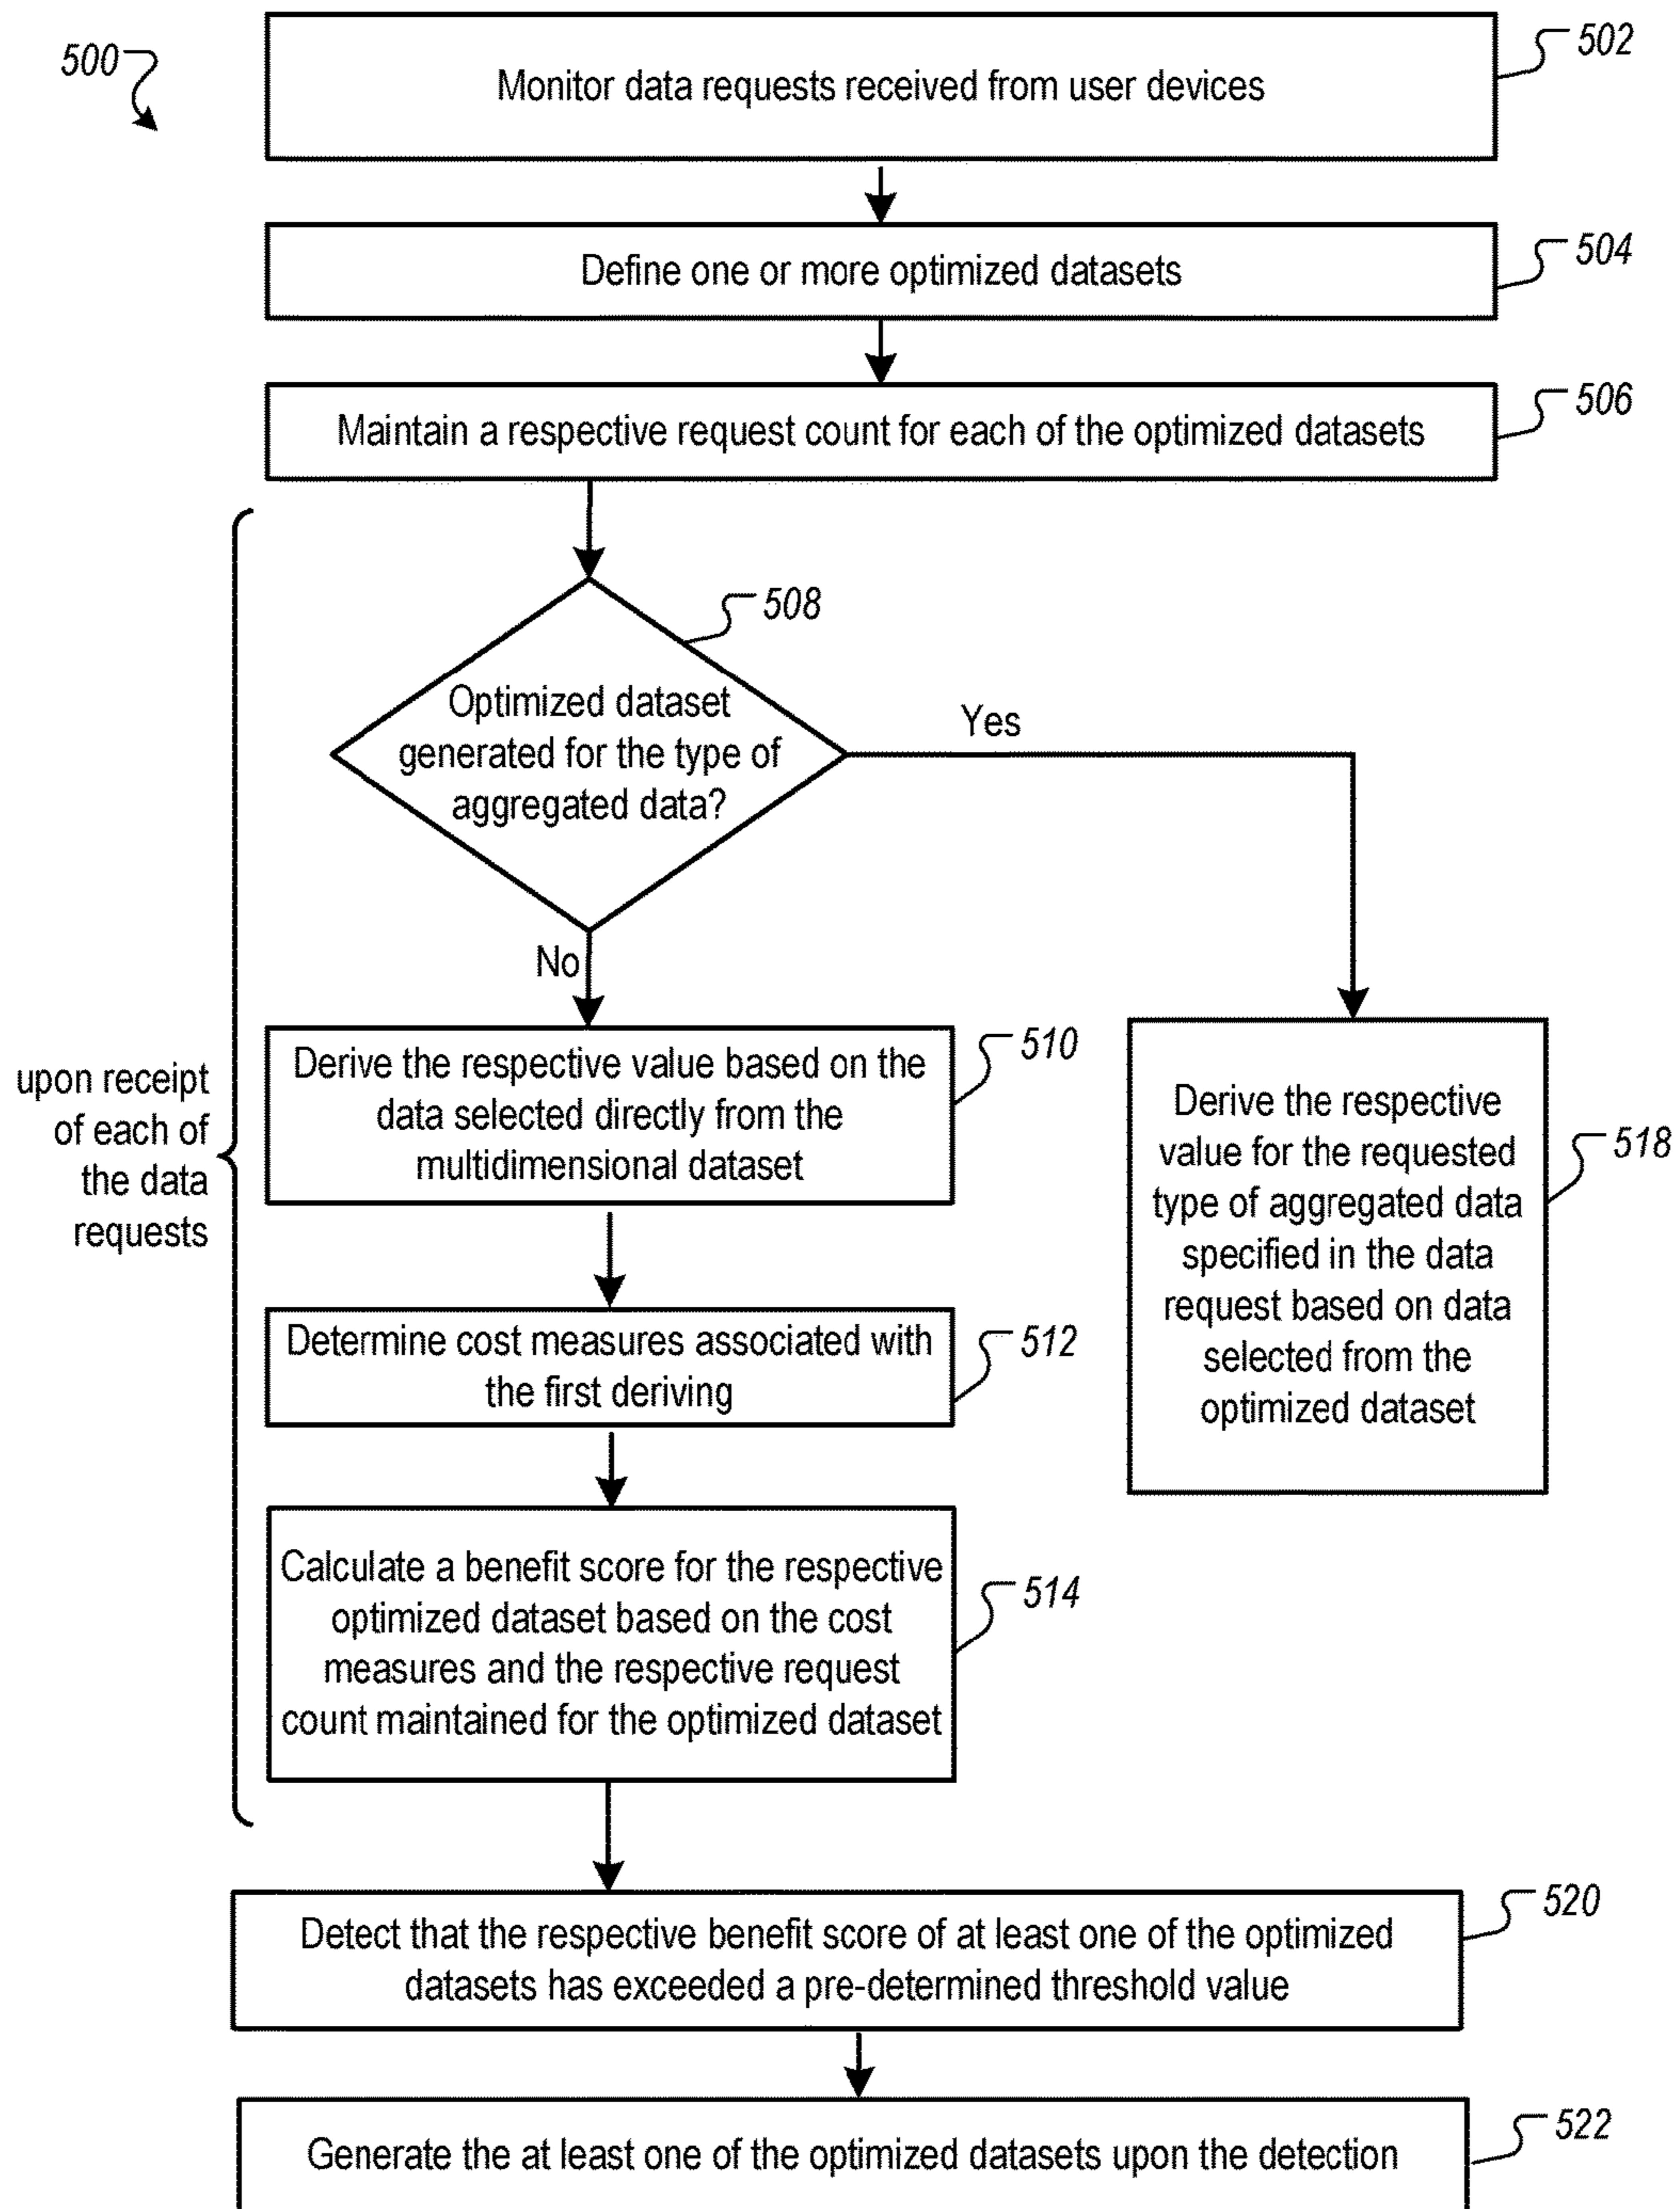 500
502
Monitor data requests received from user devices
504
Define one or more optimized datasets
506
Maintain a respective request count for each of the optimized datasets
508
Optimized dataset
generated for the type of
aggregated data?
Yes
No
upon receipt
of each of
the data
requests
510
Derive the respective value based on the
data selected directly from the
multidimensional dataset
518
Derive the respective
value for the requested
type of aggregated data
specified in the data
request based on data
selected from the
optimized dataset
512
Determine cost measures associated with
the first deriving
514
Calculate a benefit score for the respective
optimized dataset based on the cost
measures and the respective request
count maintained for the optimized dataset
520
Detect that the respective benefit score of at least one of the optimized
datasets has exceeded a pre-determined threshold value
522
Generate the at least one of the optimized datasets upon the detection